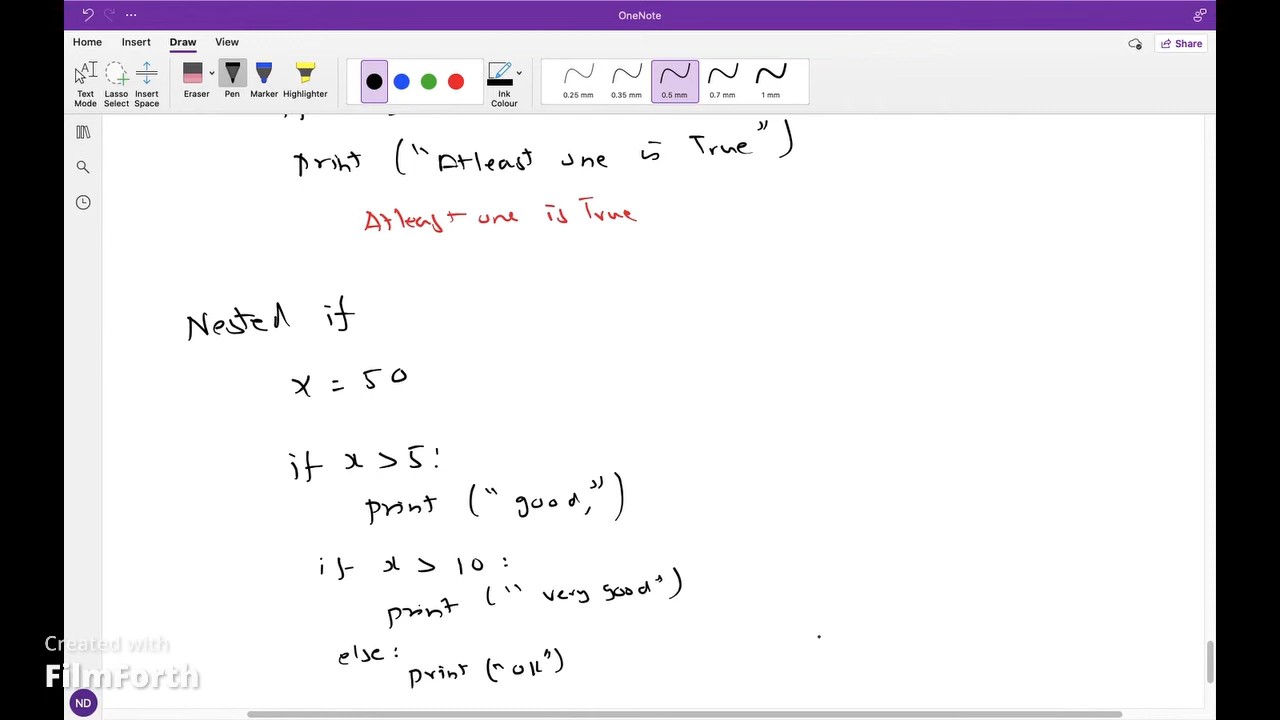 OneNote
Home Insert Draw View
Share
Text Mode
Lasso Select
Insert Space
Eraser
Pen
Marker
Highlighter
Ink Colour
0.25 mm
0.35 mm
0.5 mm
0.7 mm
1 mm
print ("Atleast one is True")
Atleast one is True
Nested if
x = 50
if x > 5:
print ("good,")
if x > 10 :
print ("very good")
else:
print ("ok")
Created with
FilmForth
ND